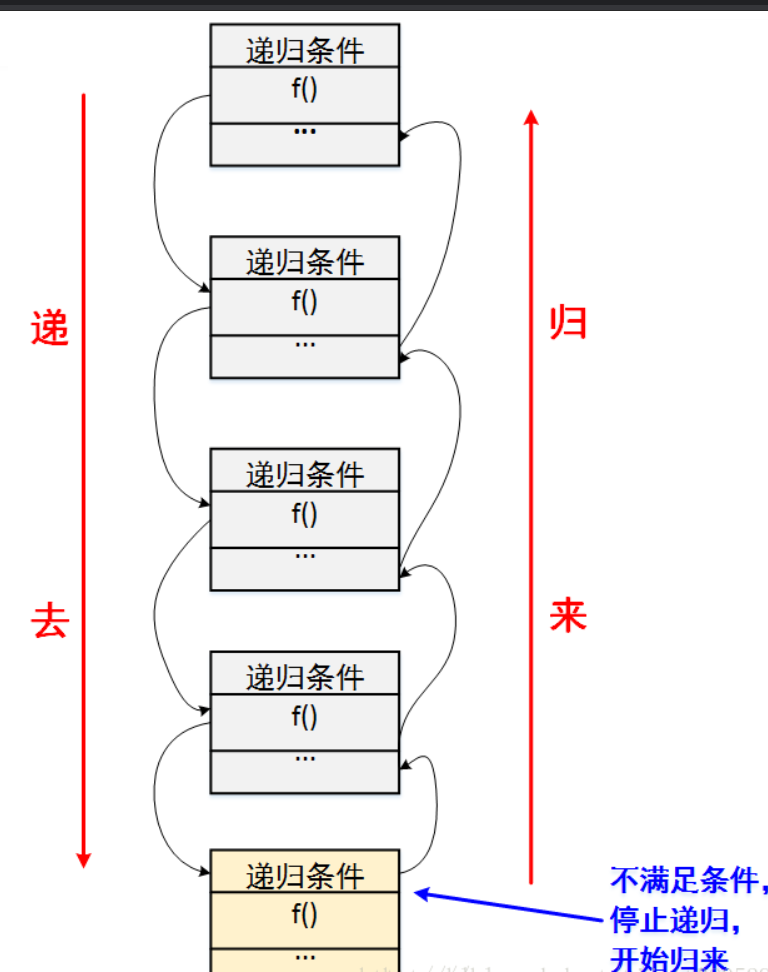 递归条件
f()
...
递归条件
f()
...
递
归
递归条件
f()
...
去
来
递归条件
f()
...
递归条件
f()
...
不满足条件,
停止递归,
开始归来